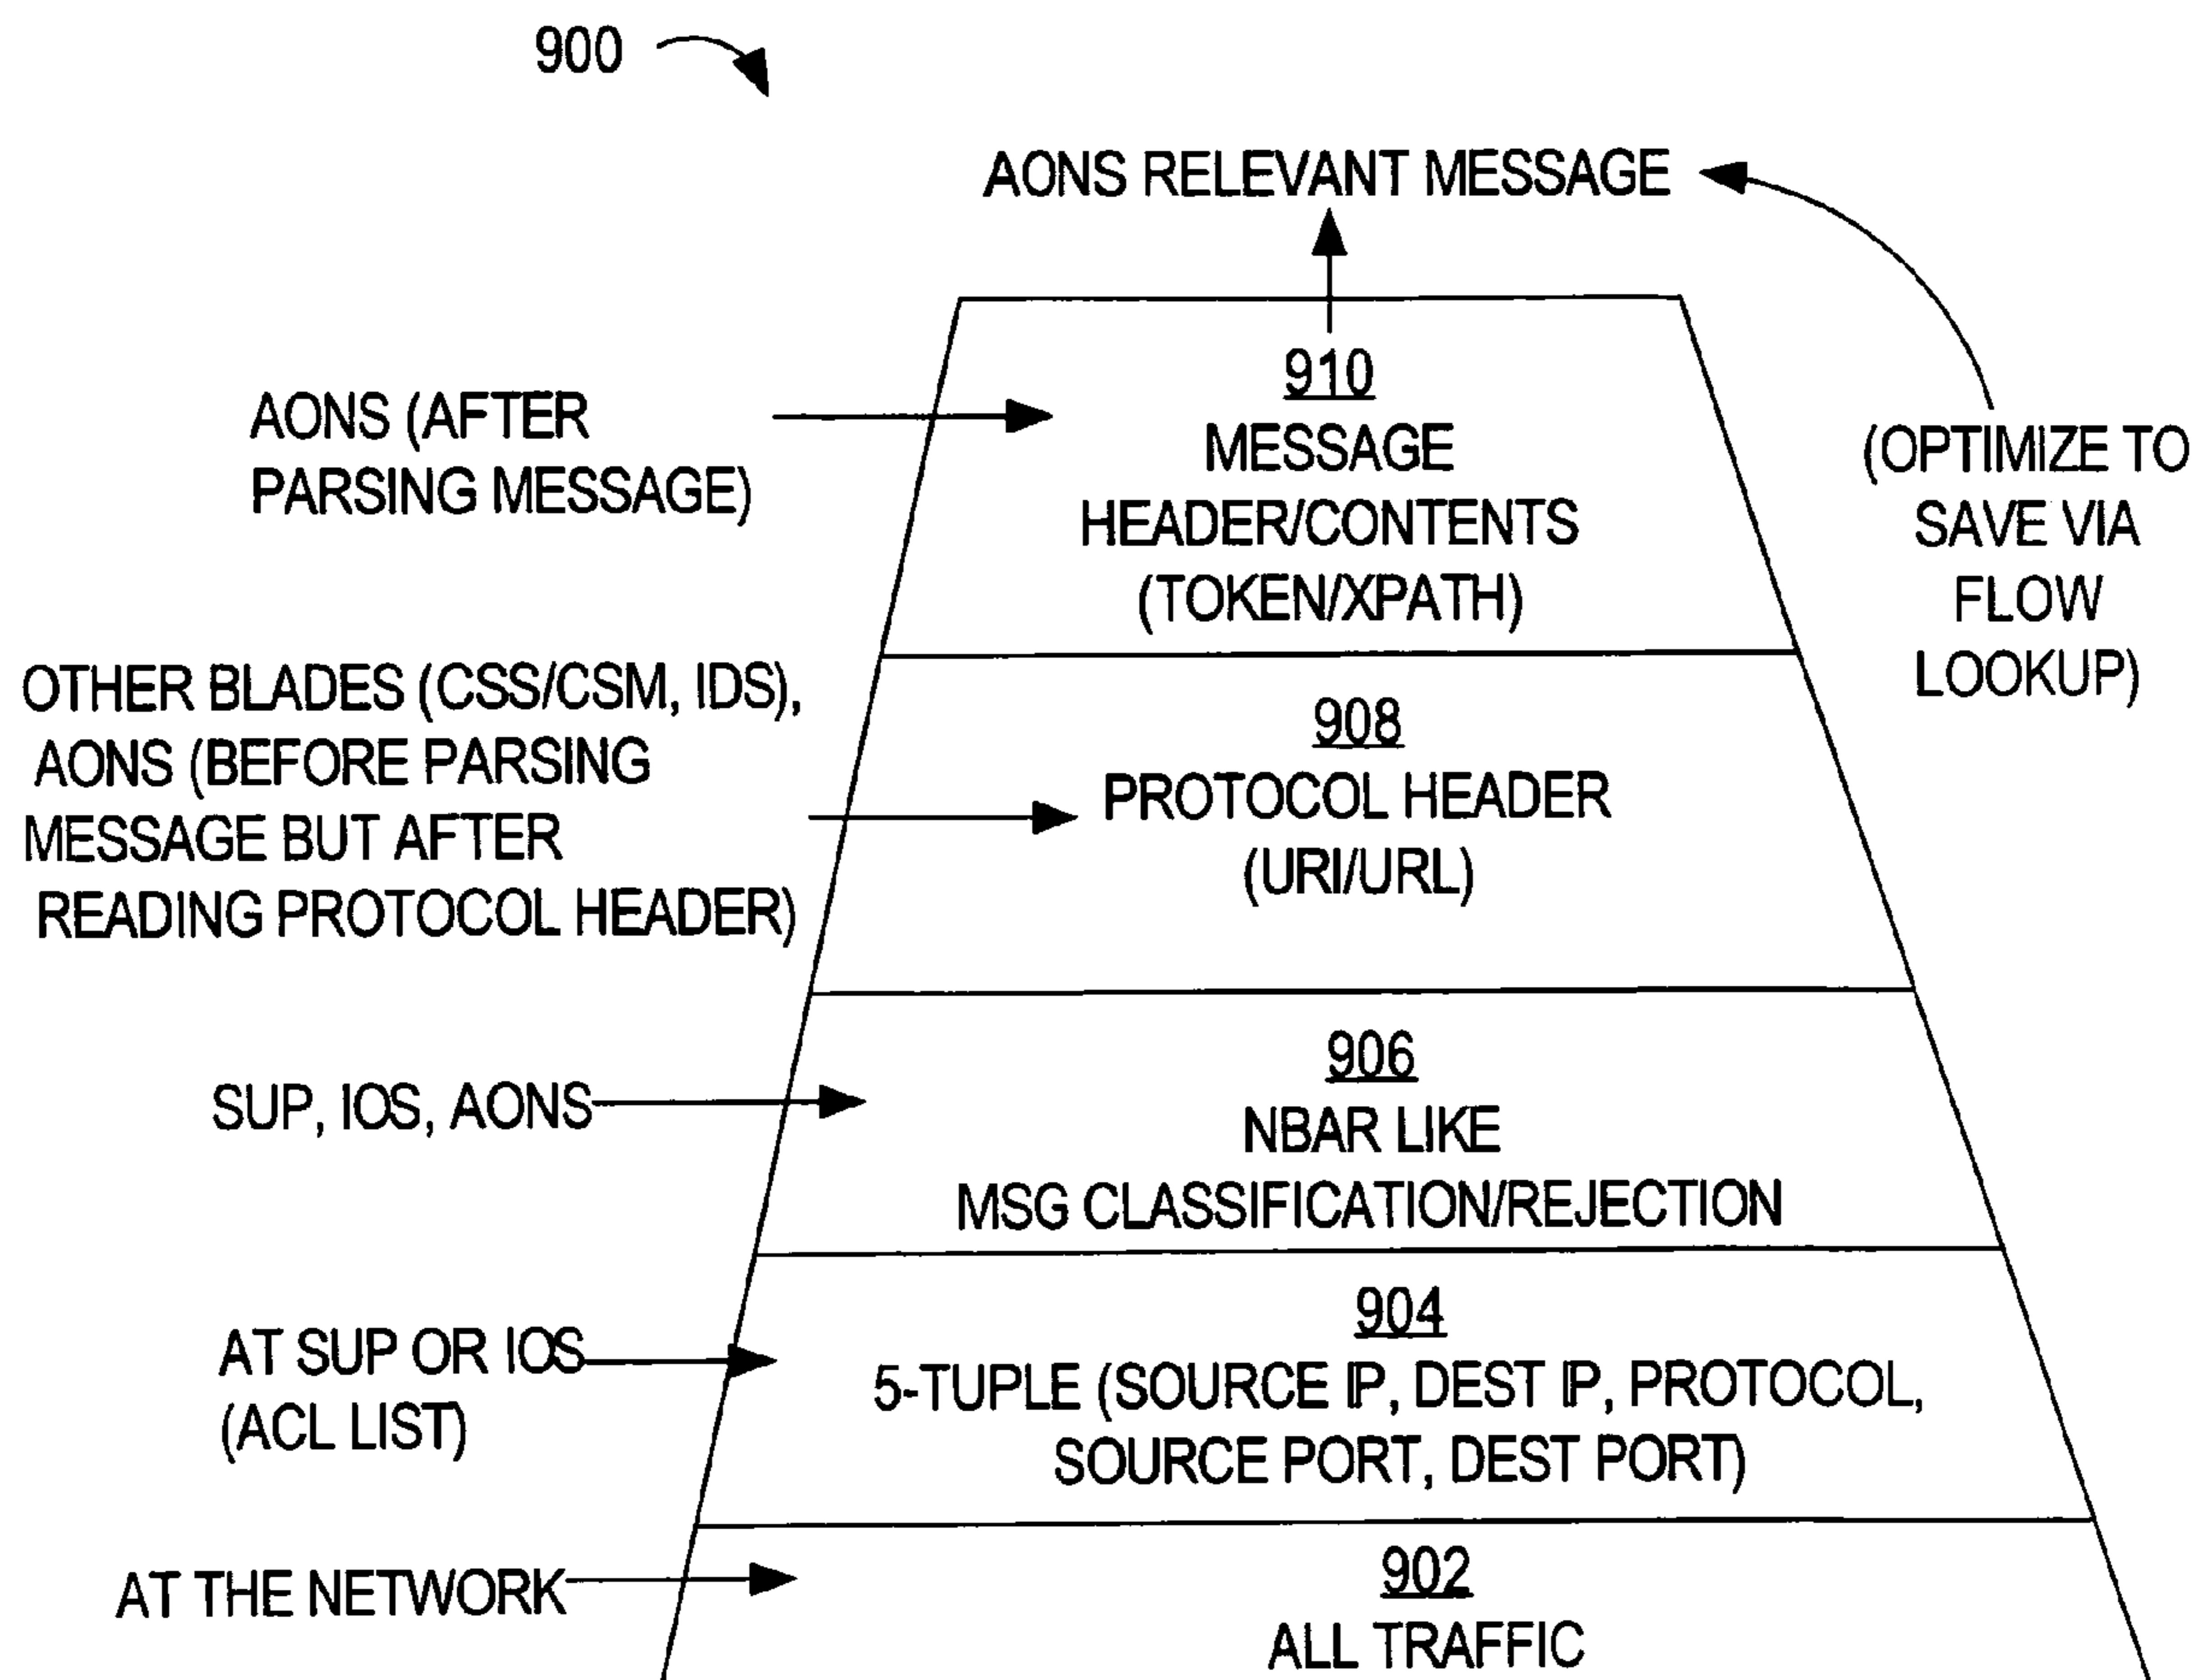 900
AONS RELEVANT MESSAGE
910
MESSAGE
HEADER/CONTENTS
(TOKEN/XPATH)
AONS (AFTER
PARSING MESSAGE)
(OPTIMIZE TO
SAVE VIA
FLOW
LOOKUP)
OTHER BLADES (CSS/CSM, IDS),
AONS (BEFORE PARSING
MESSAGE BUT AFTER
READING PROTOCOL HEADER)
908
PROTOCOL HEADER
(URI/URL)
SUP, IOS, AONS
906
NBAR LIKE
MSG CLASSIFICATION/REJECTION
AT SUP OR IOS
(ACL LIST)
904
5-TUPLE (SOURCE IP, DEST IP, PROTOCOL,
SOURCE PORT, DEST PORT)
AT THE NETWORK
902
ALL TRAFFIC